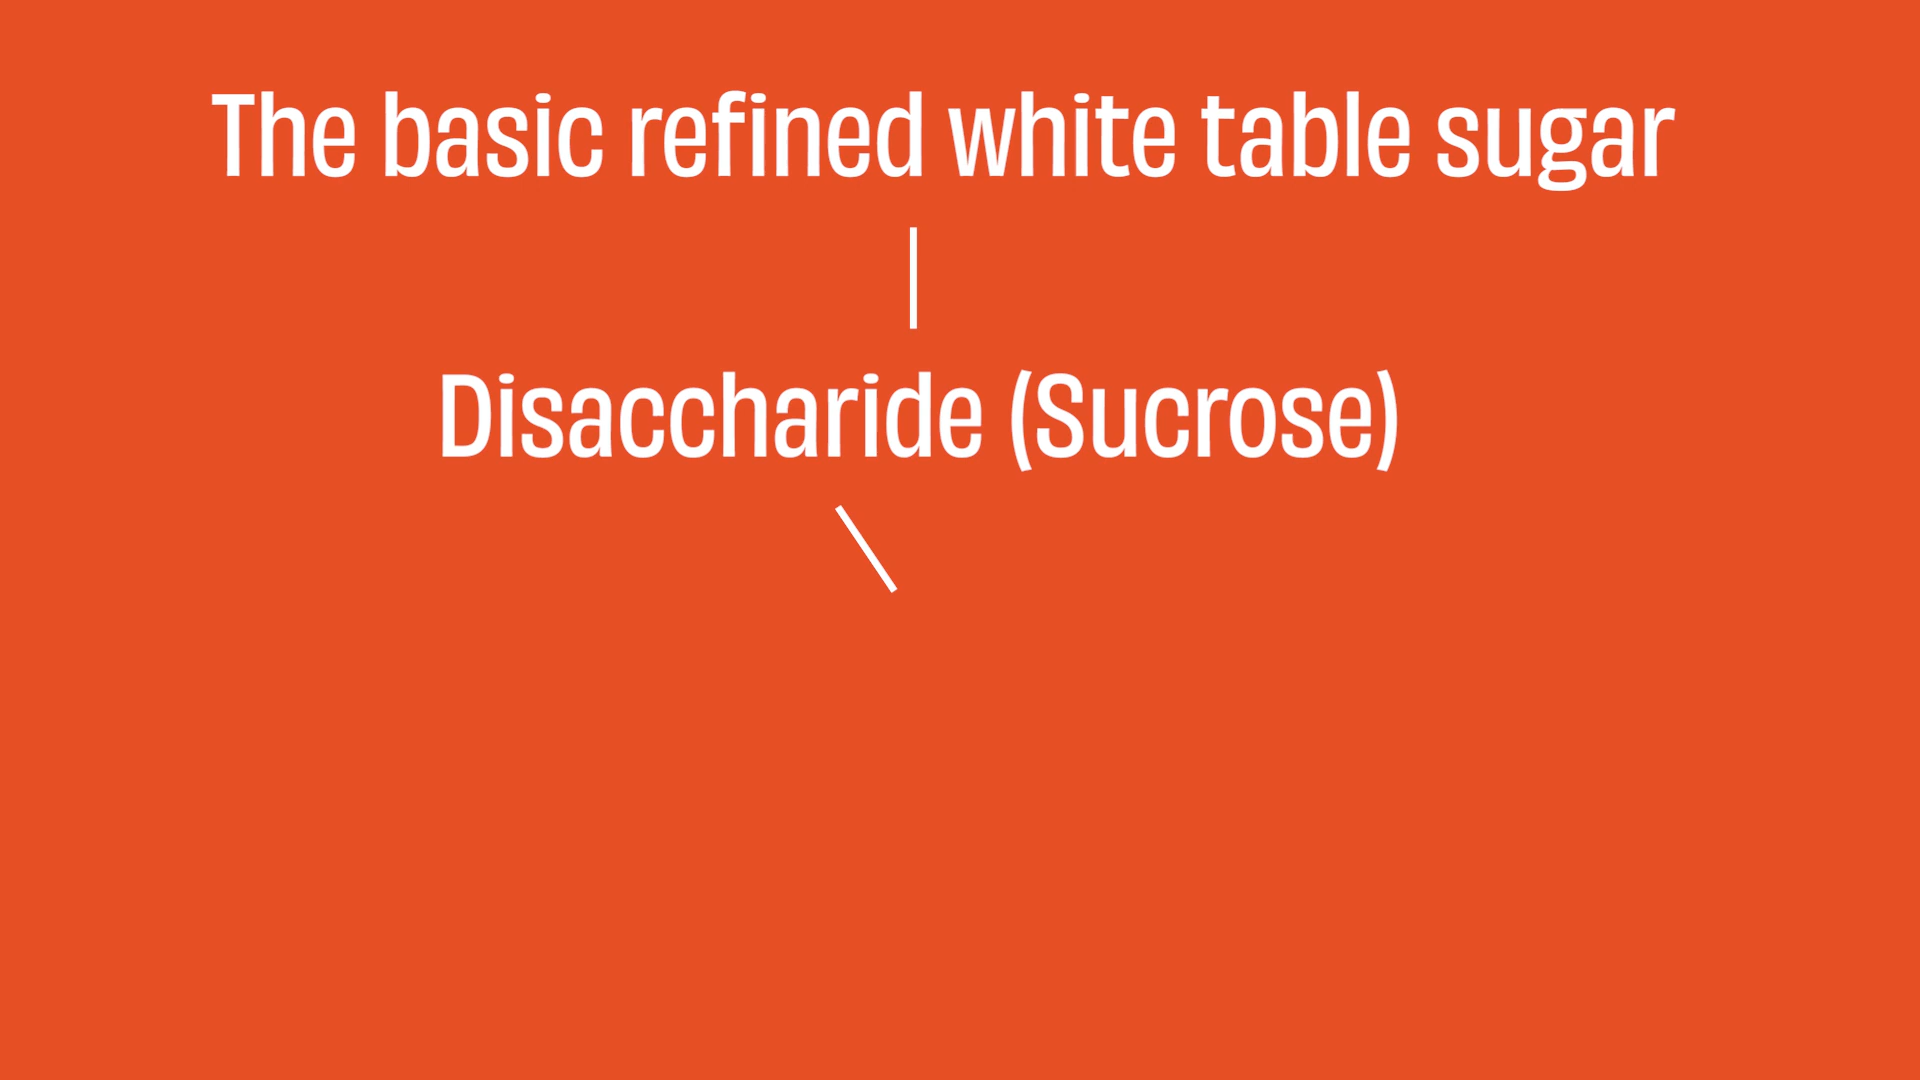 The basic refined white table sugar
Disaccharide (Sucrose)